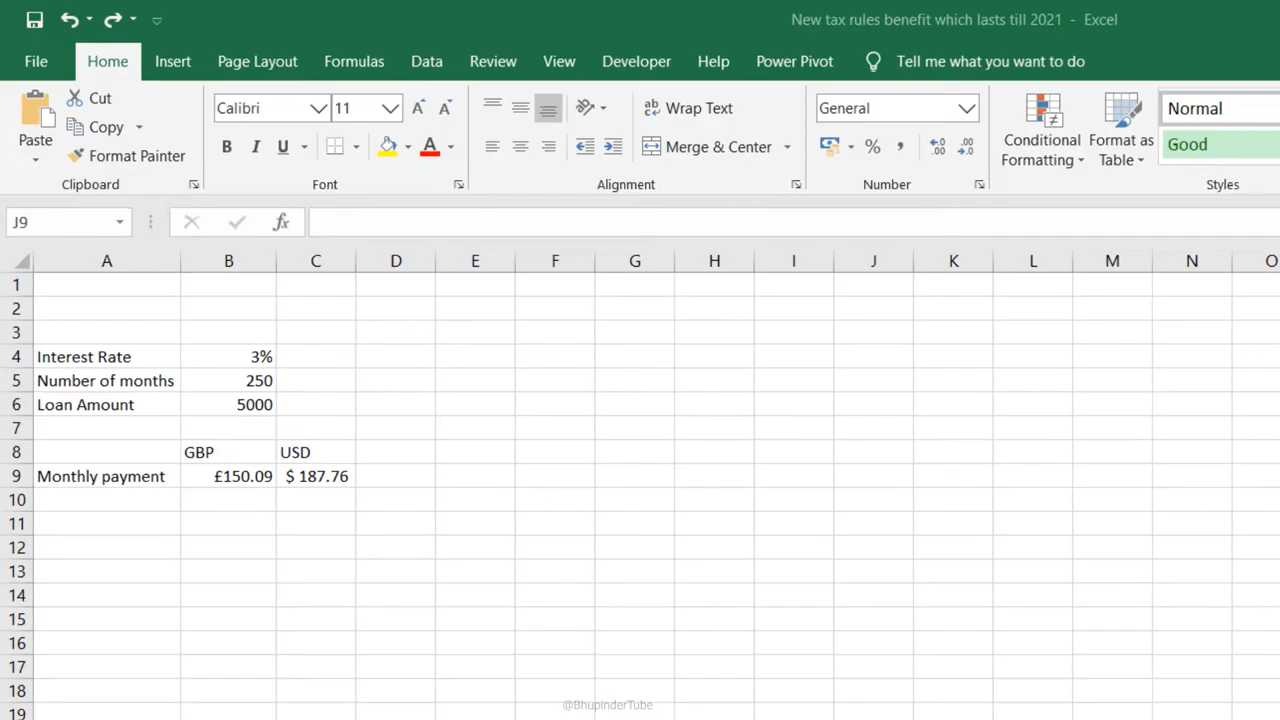 New tax rules benefit which lasts till 2021 - Excel
File Home Insert Page Layout Formulas Data Review View Developer Help Power Pivot Tell me what you want to do
Paste
Cut
Copy
Format Painter
Clipboard
Calibri 11
B I U A
Font
Wrap Text
Merge & Center
Alignment
General
% ,
Number
Conditional Formatting
Format as Table
Normal
Good
Styles
J9 fx
A B C D E F G H I J K L M N O
1
2
3
4 Interest Rate 3%
5 Number of months 250
6 Loan Amount 5000
7
8 GBP USD
9 Monthly payment £150.09 $ 187.76
10
11
12
13
14
15
16
17
18
19
@BhupinderTube